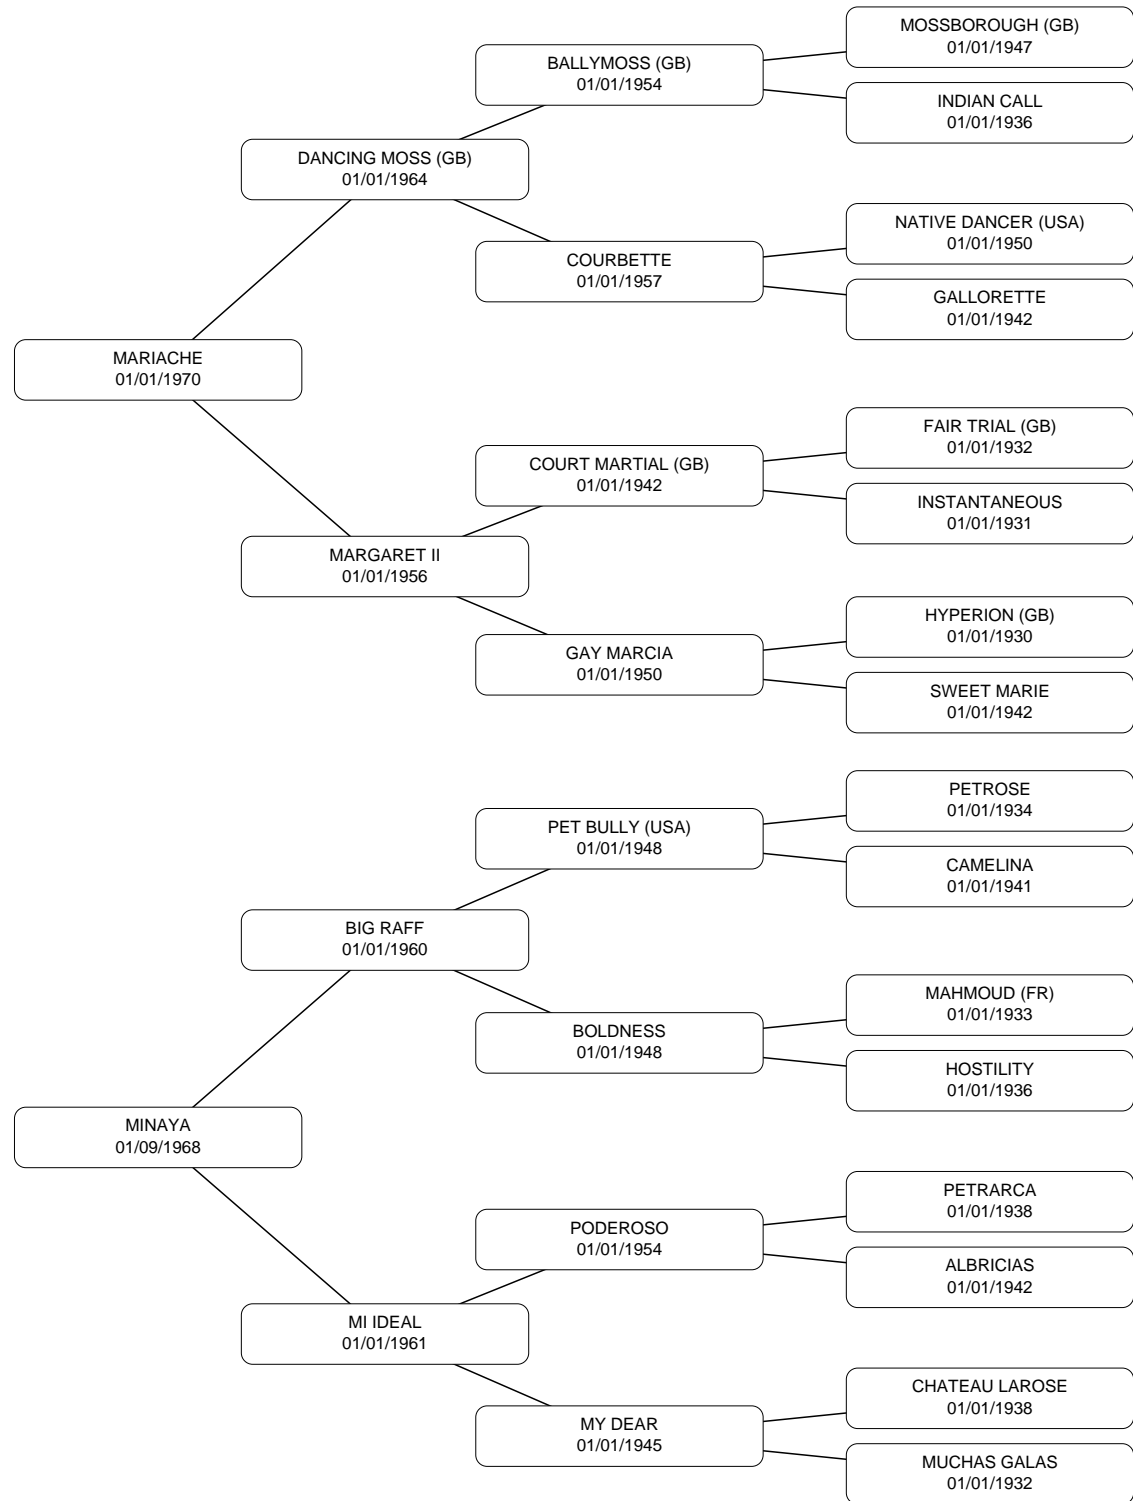 MOSSBOROUGH (GB)
01/01/1947
BALLYMOSS (GB)
01/01/1954
INDIAN CALL
01/01/1936
DANCING MOSS (GB)
01/01/1964
NATIVE DANCER (USA)
01/01/1950
COURBETTE
01/01/1957
GALLORETTE
01/01/1942
MARIACHE
01/01/1970
FAIR TRIAL (GB)
01/01/1932
COURT MARTIAL (GB)
01/01/1942
INSTANTANEOUS
01/01/1931
MARGARET II
01/01/1956
HYPERION (GB)
01/01/1930
GAY MARCIA
01/01/1950
SWEET MARIE
01/01/1942
PETROSE
01/01/1934
PET BULLY (USA)
01/01/1948
CAMELINA
01/01/1941
BIG RAFF
01/01/1960
MAHMOUD (FR)
01/01/1933
BOLDNESS
01/01/1948
HOSTILITY
01/01/1936
MINAYA
01/09/1968
PETRARCA
01/01/1938
PODEROSO
01/01/1954
ALBRICIAS
01/01/1942
MI IDEAL
01/01/1961
CHATEAU LAROSE
01/01/1938
MY DEAR
01/01/1945
MUCHAS GALAS
01/01/1932